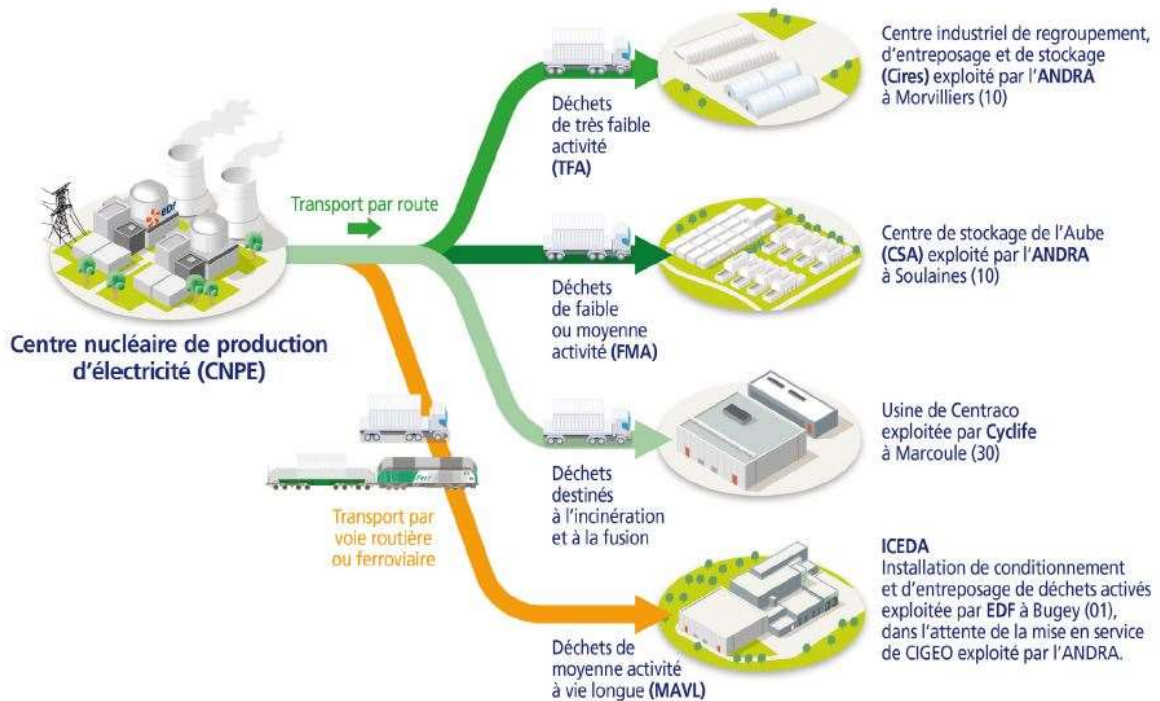 Centre industriel de regroupement,
d'entreposage et de stockage
(Cires) exploité par l'ANDRA
à Morvilliers (10)
Déchets
de très faible
activité
(TFA)
Transport par route
EDF
Centre nucléaire de production
d'électricité (CNPE)
Centre de stockage de l'Aube
(CSA) exploité par l'ANDRA
à Soulaines (10)
Déchets
de faible
ou moyenne
activité (FMA)
Usine de Centraco
exploitée par Cyclife
à Marcoule (30)
Déchets
destinés
à l'incinération
et à la fusion
Transport par
voie routière
ou ferroviaire
ICEDA
Installation de conditionnement
et d'entreposage de déchets activés
exploitée par EDF à Bugey (01),
dans l'attente de la mise en service
de CIGEO exploité par l'ANDRA.
Déchets de
moyenne activité
à vie longue (MAVL)